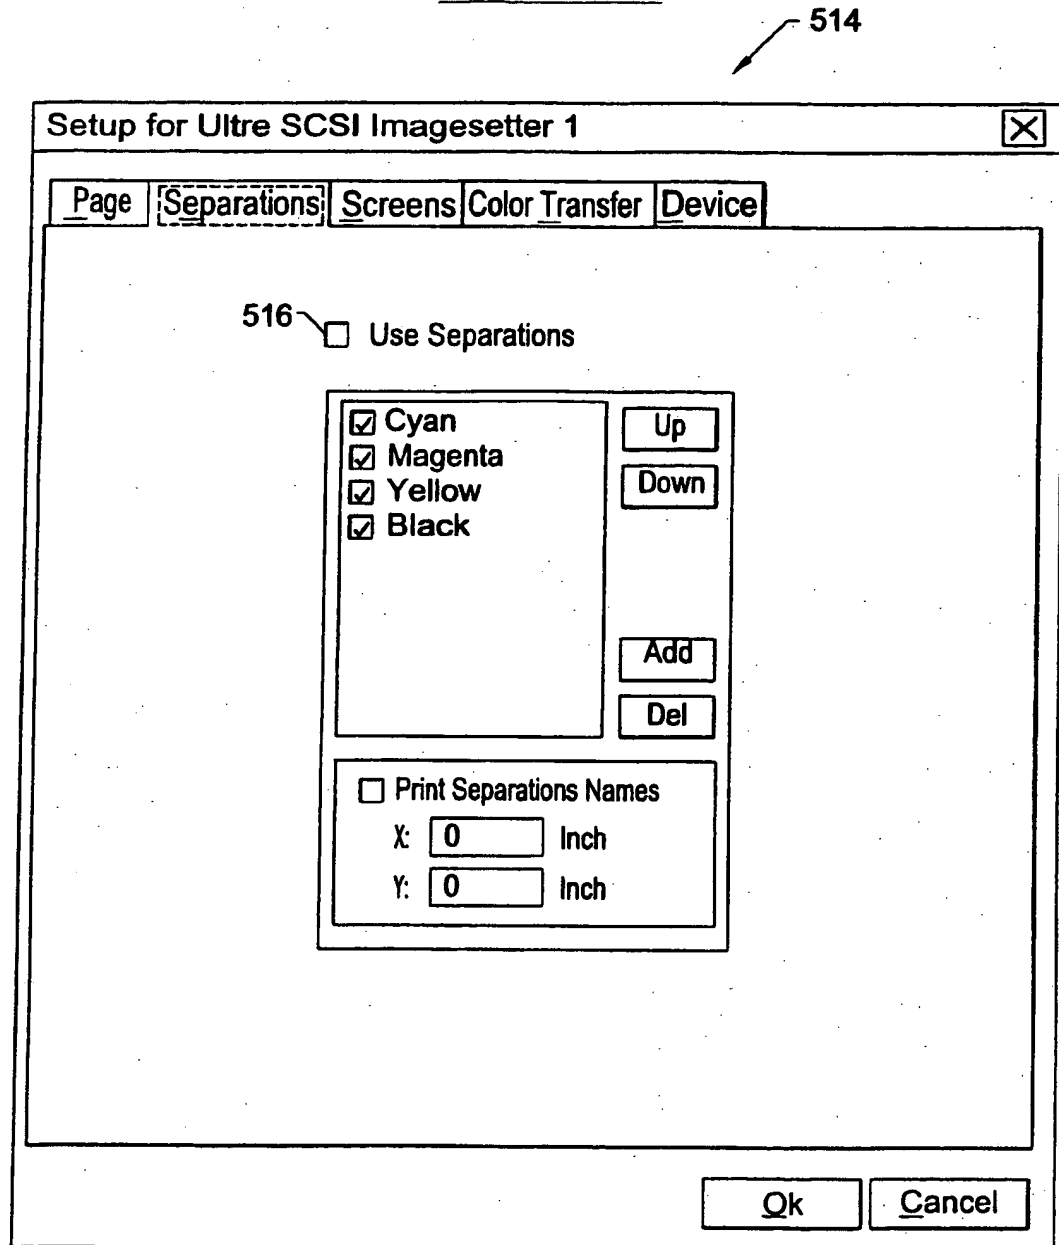 514
Setup for Ultre SCSI Imagesetter 1
Page Separations Screens Color Transfer Device
516
Use Separations
Cyan
Magenta
Yellow
Black
Up
Down
Add
Del
Print Separations Names
X: 0 Inch
Y: 0 Inch
Ok Cancel